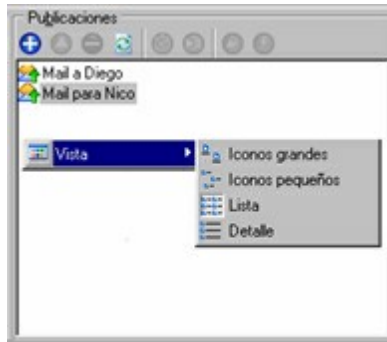 Publicaciones
Mail a Diego
Mail para Nico
Vista
Iconos grandes
Iconos pequeños
Lista
Detalle